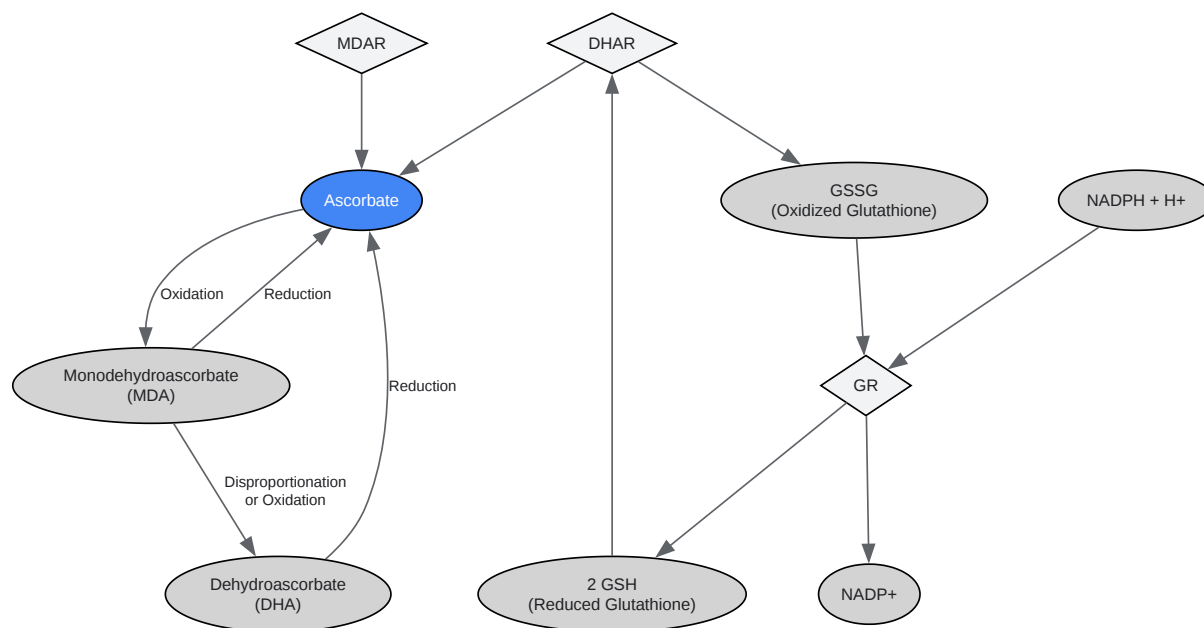 MDAR
DHAR
Ascorbate
GSSG
(Oxidized Glutathione)
NADPH + H+
Oxidation
Reduction
Monodehydroascorbate
(MDA)
Reduction
GR
Disproportionation
or Oxidation
Dehydroascorbate
(DHA)
2 GSH
(Reduced Glutathione)
NADP+